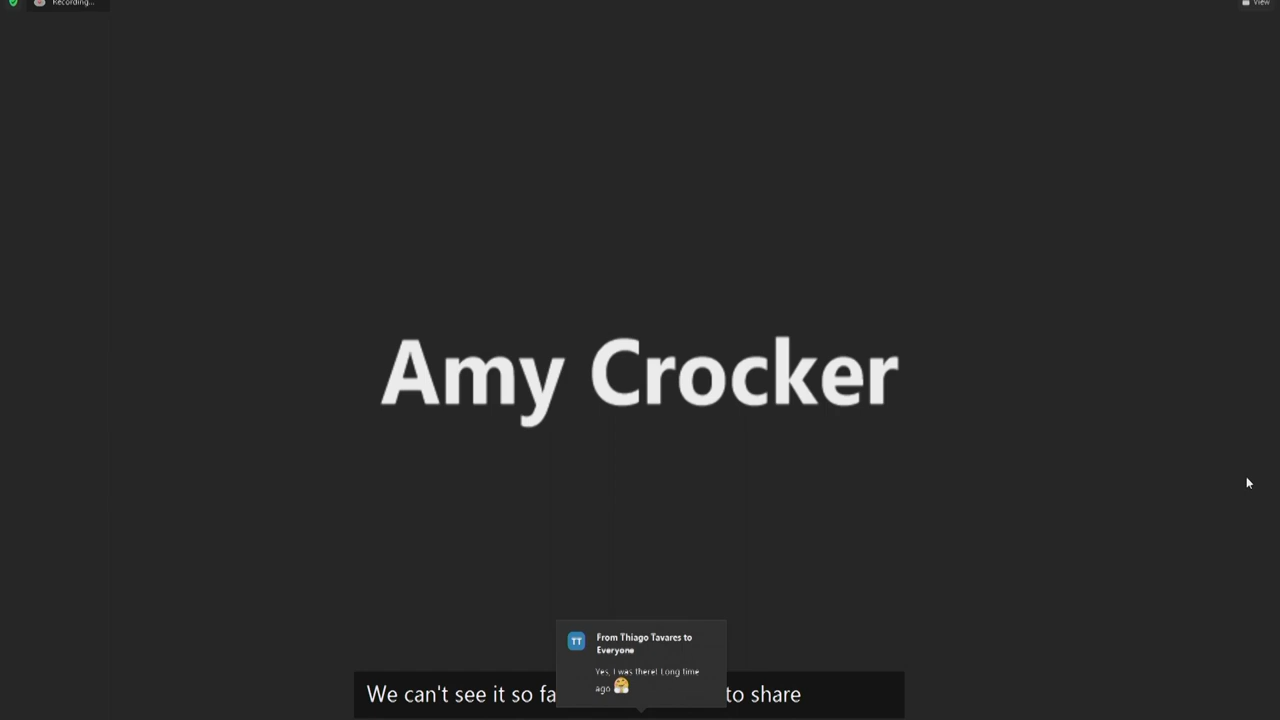 Recording...
View
Amy Crocker
TT
From Thiago Tavares to
Everyone
Yes, I was there! Long time
ago 🤗
We can't see it so fa to share